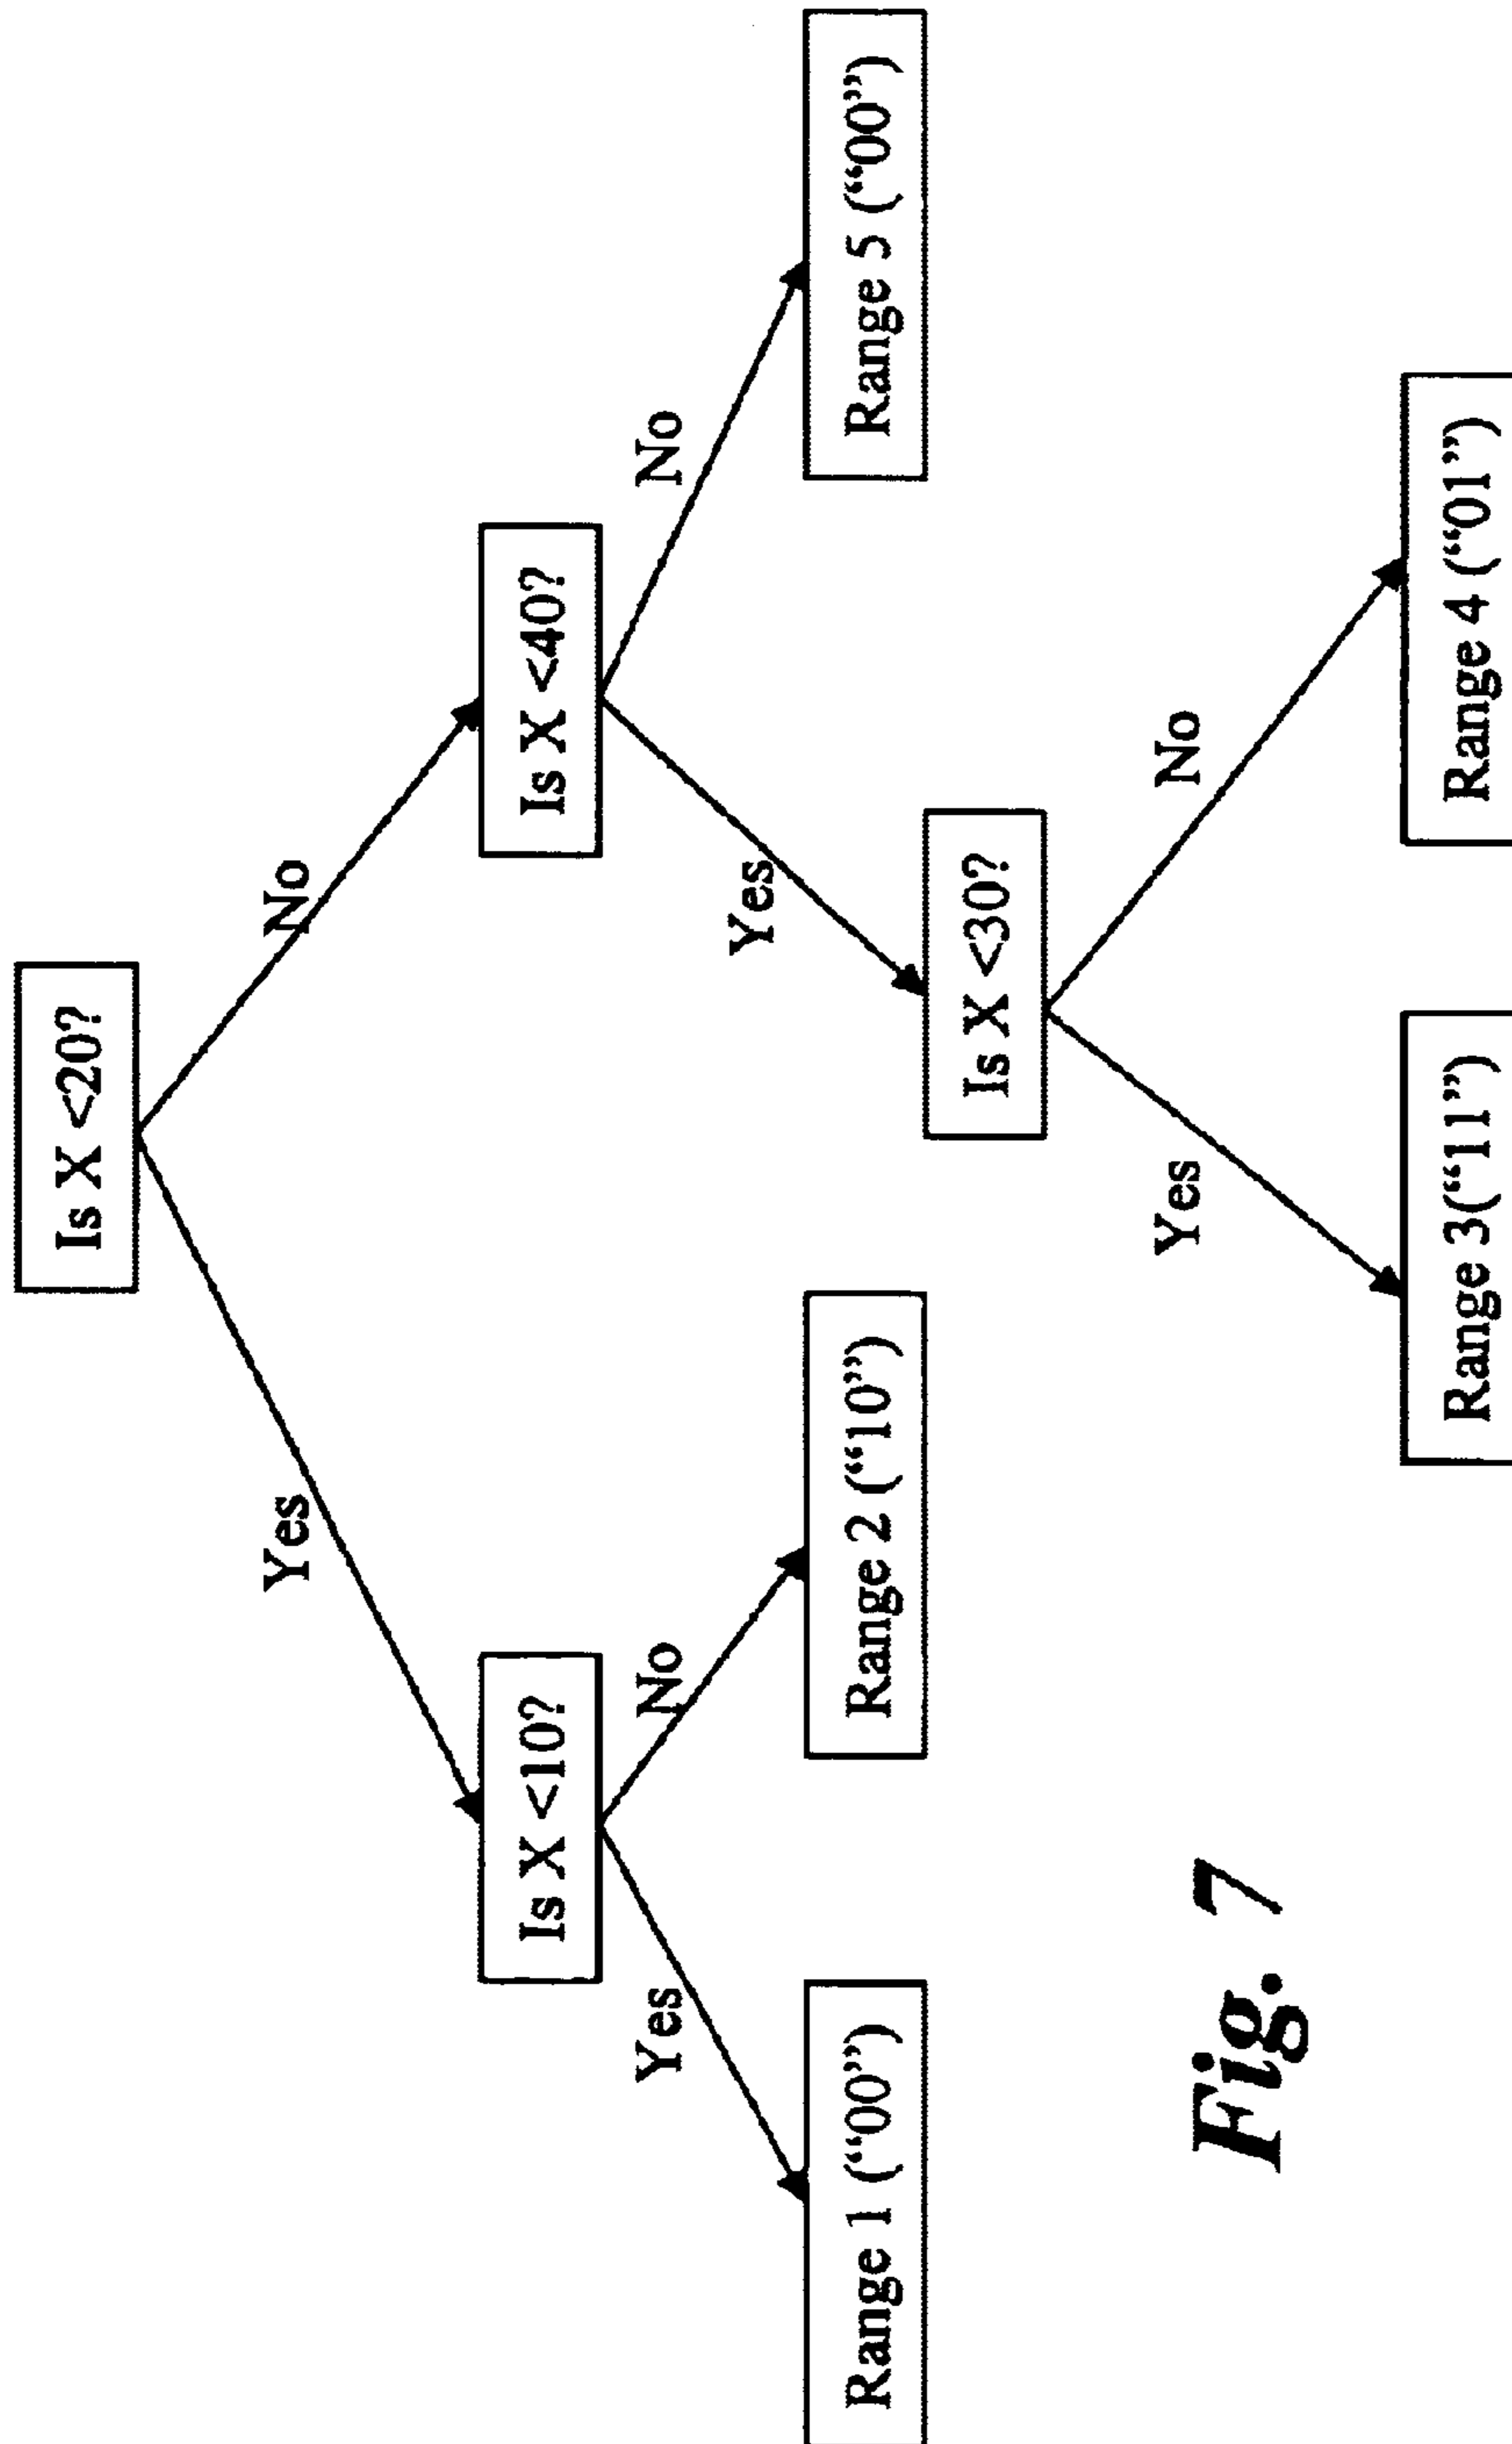 Is X <20?
Yes
No
Is X <10?
Is X <40?
Yes
No
Yes
No
Range 1 (“00”)
Range 2 (“10”)
Is X <30?
Range 5 (“00”)
Yes
No
Range 3(“11”)
Range 4 (“01”)
Fig. 7